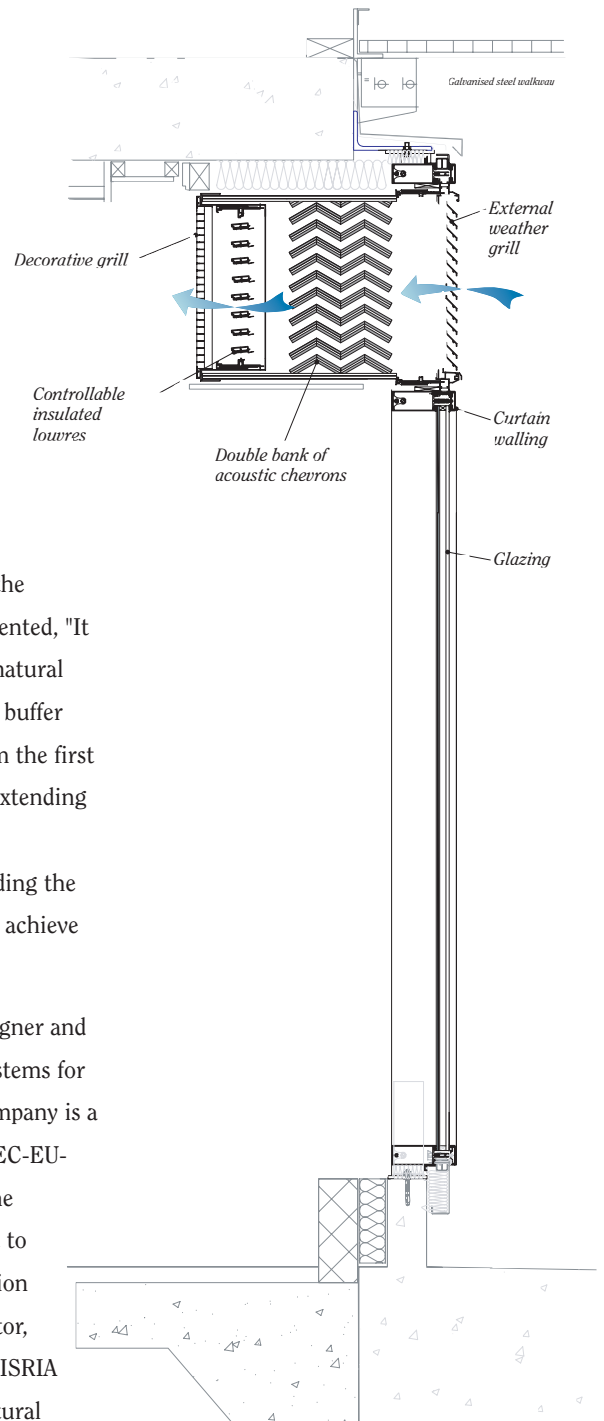 Galvanised steel walkway
External
weather
grill
Decorative grill
Controllable
insulated
louvres
Double bank of
acoustic chevrons
Curtain
walling
Glazing
the
ented, "It
natural
buffer
n the first
xtending
ding the
achieve
gner and
stems for
mpany is a
EC-EU-
he
to
ion
tor,
ISRIA
tural